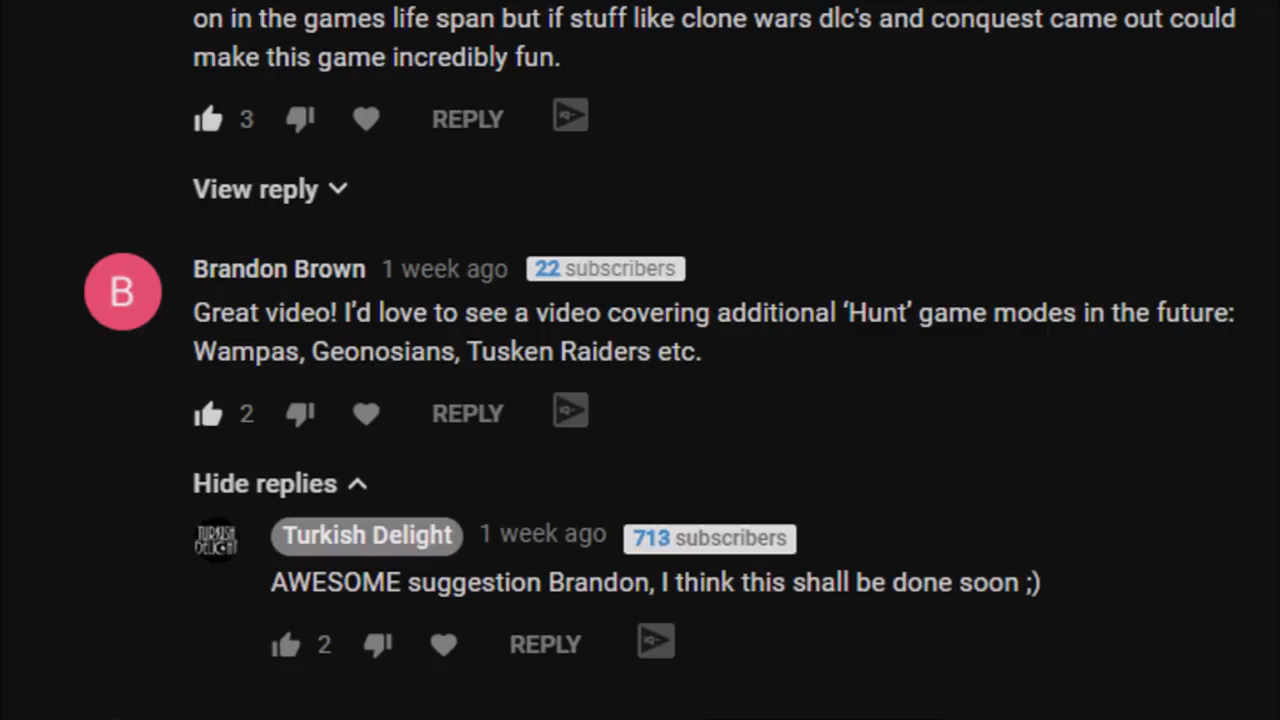 on in the games life span but if stuff like clone wars dlc's and conquest came out could
make this game incredibly fun.
3 REPLY
View reply
B
Brandon Brown 1 week ago 22 subscribers
Great video! I'd love to see a video covering additional ‘Hunt’ game modes in the future:
Wampas, Geonosians, Tusken Raiders etc.
2 REPLY
Hide replies
TURKISH
DELIGHT
Turkish Delight 1 week ago 713 subscribers
AWESOME suggestion Brandon, I think this shall be done soon ;)
2 REPLY